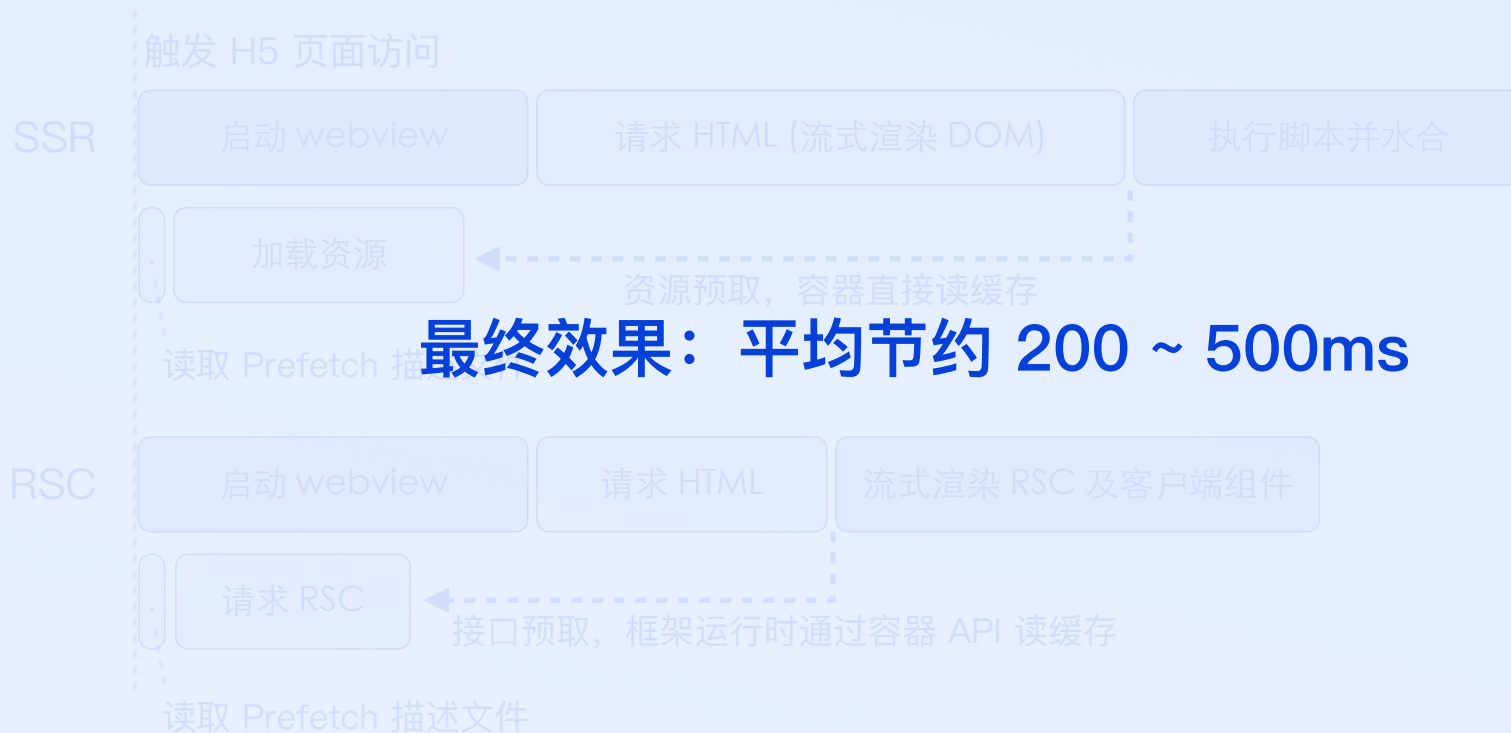 触发 H5 页面访问
SSR
启动 webview
请求 HTML (流式渲染 DOM)
执行脚本并水合
.
加载资源
资源预取，容器直接读缓存
读取 Prefetch 描述文件
最终效果：平均节约 200 ~ 500ms
RSC
启动 webview
请求 HTML
流式渲染 RSC 及客户端组件
.
请求 RSC
接口预取，框架运行时通过容器 API 读缓存
读取 Prefetch 描述文件